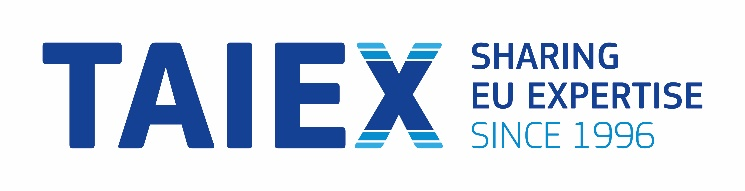 TAIEX
SHARING
EU EXPERTISE
SINCE 1996